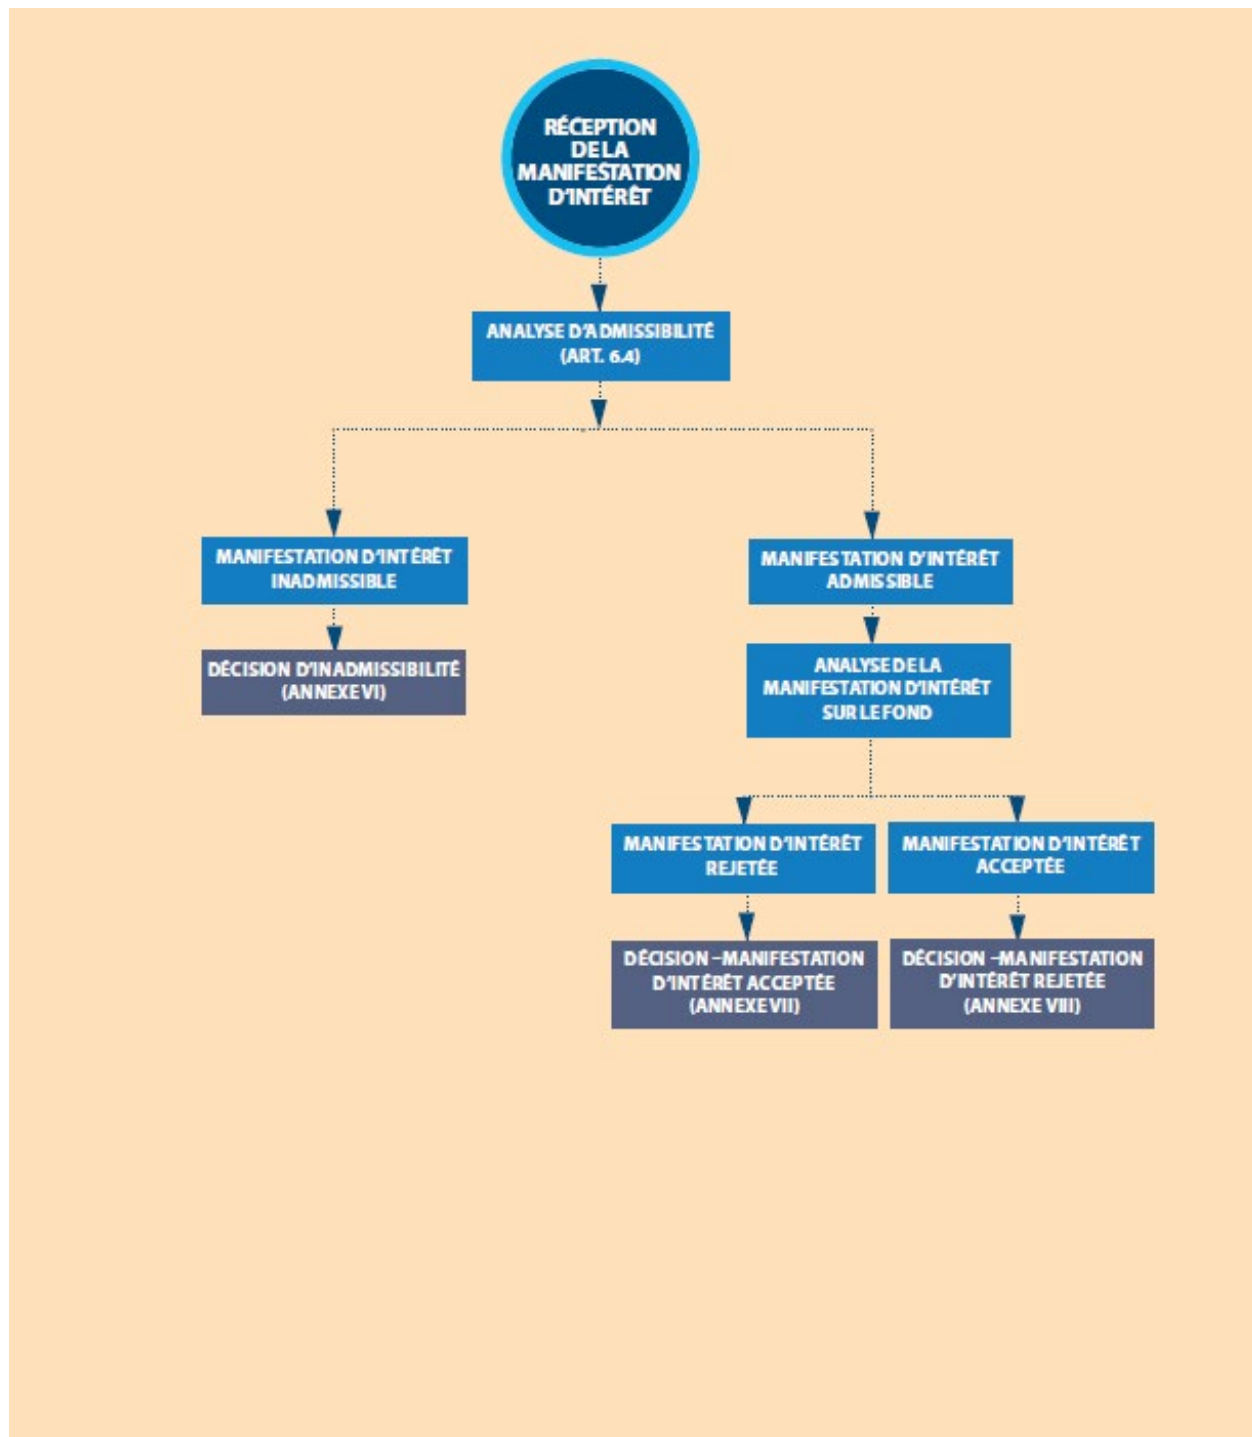 RÉCEPTION
DE LA
MANIFESTATION
D'INTÉRÊT
ANALYSE D'ADMISSIBILITÉ
(ART. 6.4)
MANIFESTATION D'INTÉRÊT
INADMISSIBLE
MANIFESTATION D'INTÉRÊT
ADMISSIBLE
DÉCISION D'INADMISSIBILITÉ
(ANNEXE VI)
ANALYSE DE LA
MANIFESTATION D'INTÉRÊT
SUR LE FOND
MANIFESTATION D'INTÉRÊT
REJETÉE
MANIFESTATION D'INTÉRÊT
ACCEPTÉE
DÉCISION –MANIFESTATION
D'INTÉRÊT ACCEPTÉE
(ANNEXE VII)
DÉCISION –MANIFESTATION
D'INTÉRÊT REJETÉE
(ANNEXE VIII)